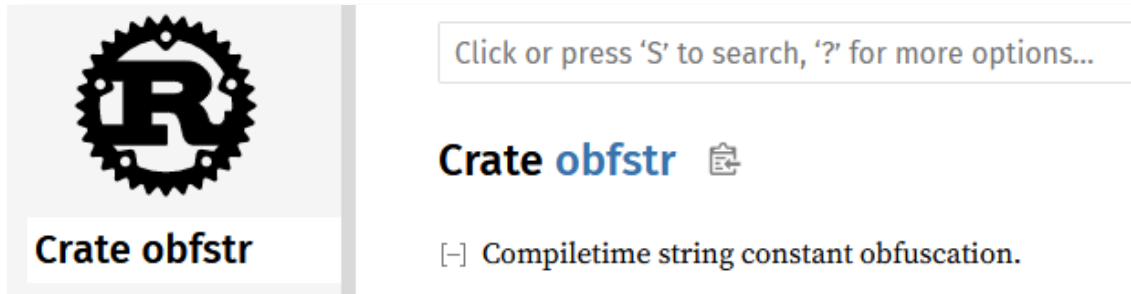 R
Crate obfstr
Click or press ‘S’ to search, ‘?’ for more options...
Crate obfstr
[−] Compiletime string constant obfuscation.